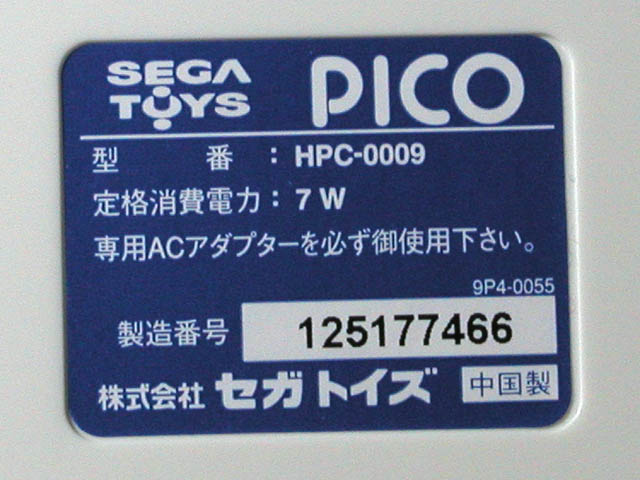 SEGA TOYS PICO
型番：HPC-0009
定格消費電力：7 W
専用ACアダプターを必ず御使用下さい。
9P4-0055
製造番号 125177466
株式会社 セガトイズ 中国製